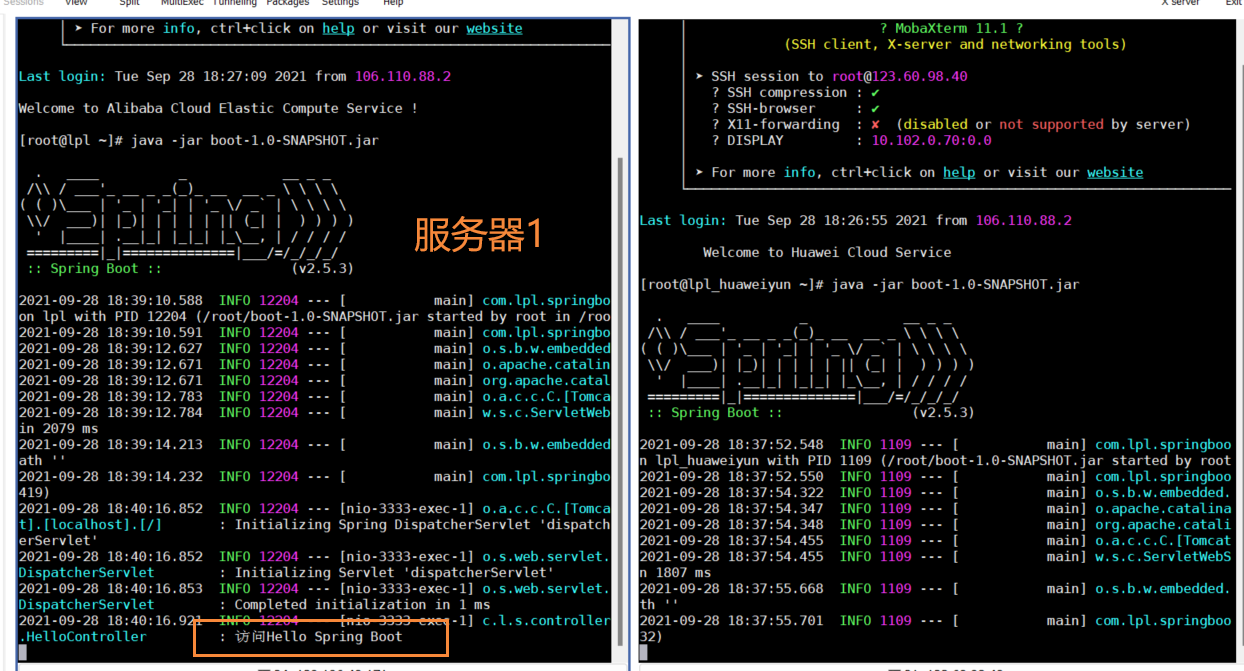 Sessions View Split MultiExec Tunneling Packages Settings Help X server Exit
➤ For more info, ctrl+click on help or visit our website
Last login: Tue Sep 28 18:27:09 2021 from 106.110.88.2
Welcome to Alibaba Cloud Elastic Compute Service !
[root@lpl ~]# java -jar boot-1.0-SNAPSHOT.jar
:: Spring Boot :: (v2.5.3)
服务器1
2021-09-28 18:39:10.588 INFO 12204 --- [ main] com.lpl.springbo
on lpl with PID 12204 (/root/boot-1.0-SNAPSHOT.jar started by root in /roo
2021-09-28 18:39:10.591 INFO 12204 --- [ main] com.lpl.springbo
2021-09-28 18:39:12.627 INFO 12204 --- [ main] o.s.b.w.embedded
2021-09-28 18:39:12.671 INFO 12204 --- [ main] o.apache.catalin
2021-09-28 18:39:12.671 INFO 12204 --- [ main] org.apache.catal
2021-09-28 18:39:12.783 INFO 12204 --- [ main] o.a.c.c.C.[Tomca
2021-09-28 18:39:12.784 INFO 12204 --- [ main] w.s.c.ServletWeb
in 2079 ms
2021-09-28 18:39:14.213 INFO 12204 --- [ main] o.s.b.w.embedded
ath ''
2021-09-28 18:39:14.232 INFO 12204 --- [ main] com.lpl.springbo
419)
2021-09-28 18:40:16.852 INFO 12204 --- [nio-3333-exec-1] o.a.c.c.C.[Tomca
t].[localhost].[/] : Initializing Spring DispatcherServlet 'dispatch
erServlet'
2021-09-28 18:40:16.852 INFO 12204 --- [nio-3333-exec-1] o.s.web.servlet.
DispatcherServlet : Initializing Servlet 'dispatcherServlet'
2021-09-28 18:40:16.853 INFO 12204 --- [nio-3333-exec-1] o.s.web.servlet.
DispatcherServlet : Completed initialization in 1 ms
2021-09-28 18:40:16.921 INFO 12204 --- [nio-3333-exec-1] c.l.s.controller
.HelloController : 访问Hello Spring Boot
? MobaXterm 11.1 ?
(SSH client, X-server and networking tools)
➤ SSH session to root@123.60.98.40
? SSH compression : ✔
? SSH-browser : ✔
? X11-forwarding : ✘ (disabled or not supported by server)
? DISPLAY : 10.102.0.70:0.0
➤ For more info, ctrl+click on help or visit our website
Last login: Tue Sep 28 18:26:55 2021 from 106.110.88.2
Welcome to Huawei Cloud Service
[root@lpl_huaweiyun ~]# java -jar boot-1.0-SNAPSHOT.jar
:: Spring Boot :: (v2.5.3)
2021-09-28 18:37:52.548 INFO 1109 --- [ main] com.lpl.springboo
n lpl_huaweiyun with PID 1109 (/root/boot-1.0-SNAPSHOT.jar started by root
2021-09-28 18:37:52.550 INFO 1109 --- [ main] com.lpl.springboo
2021-09-28 18:37:54.322 INFO 1109 --- [ main] o.s.b.w.embedded.
2021-09-28 18:37:54.347 INFO 1109 --- [ main] o.apache.catalina
2021-09-28 18:37:54.348 INFO 1109 --- [ main] org.apache.catali
2021-09-28 18:37:54.455 INFO 1109 --- [ main] o.a.c.c.C.[Tomcat
2021-09-28 18:37:54.455 INFO 1109 --- [ main] w.s.c.ServletWebS
n 1807 ms
2021-09-28 18:37:55.668 INFO 1109 --- [ main] o.s.b.w.embedded.
th ''
2021-09-28 18:37:55.701 INFO 1109 --- [ main] com.lpl.springboo
32)